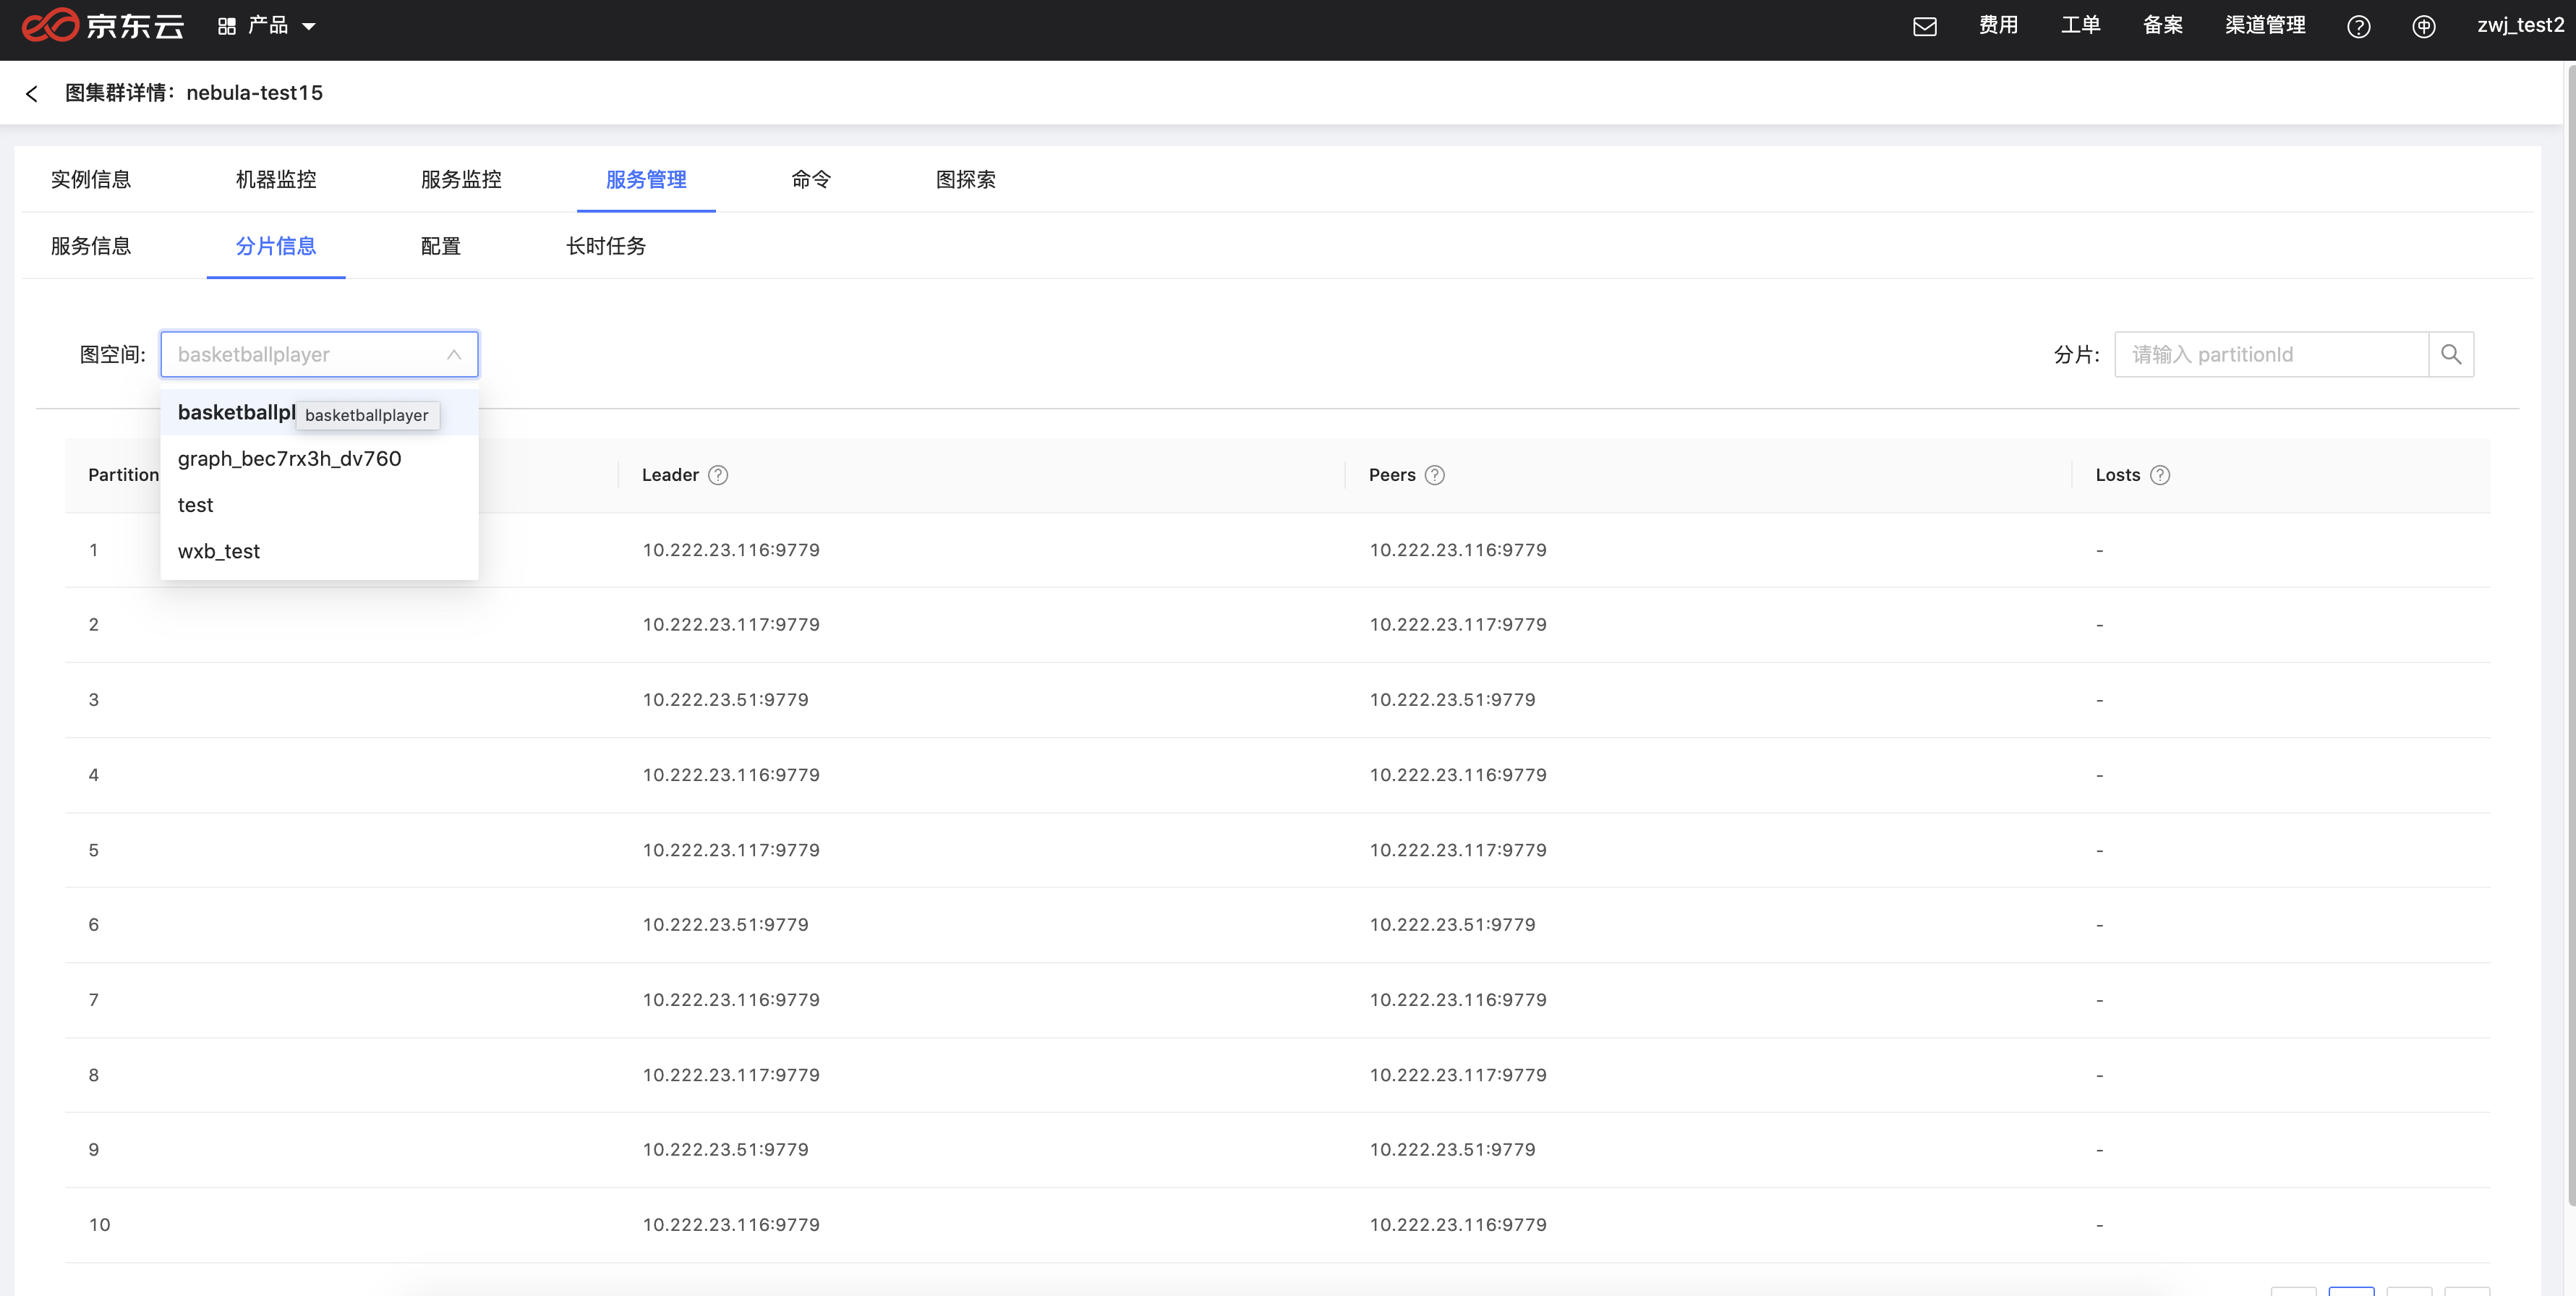 京东云 产品 费用 工单 备案 渠道管理 zwj_test2
图集群详情：nebula-test15
实例信息 机器监控 服务监控 服务管理 命令 图探索
服务信息 分片信息 配置 长时任务
图空间: basketballplayer 分片: 请输入 partitionId
basketballpl basketballplayer
graph_bec7rx3h_dv760
test
wxb_test
Partition Leader Peers Losts
1 10.222.23.116:9779 10.222.23.116:9779 -
2 10.222.23.117:9779 10.222.23.117:9779 -
3 10.222.23.51:9779 10.222.23.51:9779 -
4 10.222.23.116:9779 10.222.23.116:9779 -
5 10.222.23.117:9779 10.222.23.117:9779 -
6 10.222.23.51:9779 10.222.23.51:9779 -
7 10.222.23.116:9779 10.222.23.116:9779 -
8 10.222.23.117:9779 10.222.23.117:9779 -
9 10.222.23.51:9779 10.222.23.51:9779 -
10 10.222.23.116:9779 10.222.23.116:9779 -